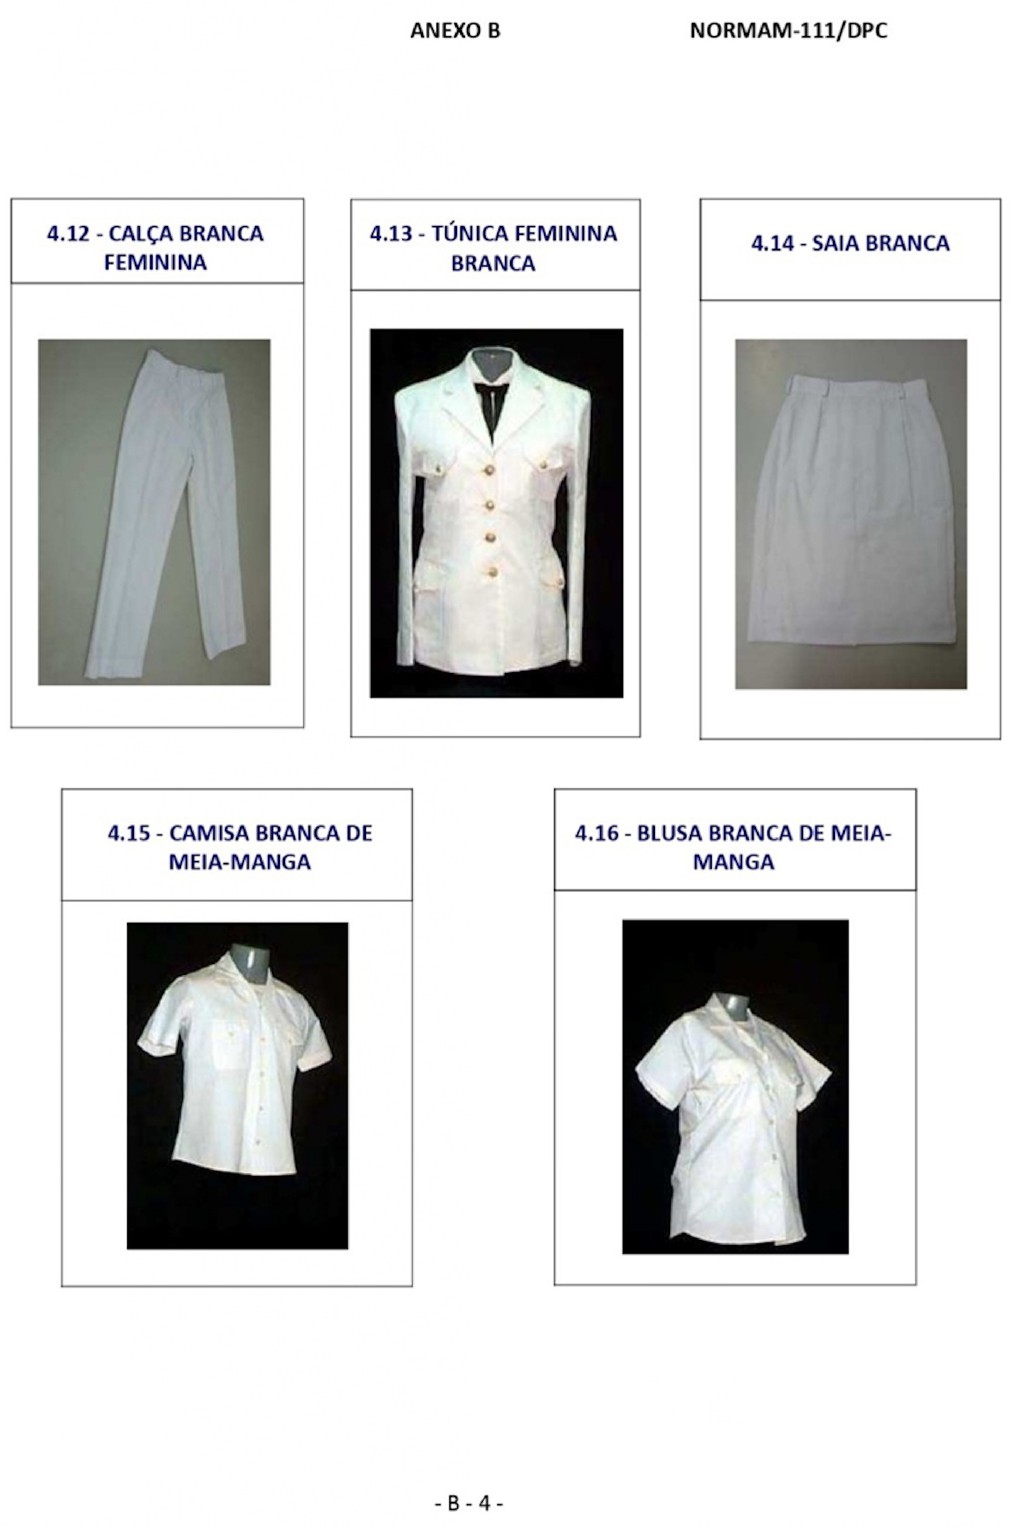 ANEXO B NORMAM-111/DPC
4.12 - CALÇA BRANCA
FEMININA
4.13 - TÚNICA FEMININA
BRANCA
4.14 - SAIA BRANCA
4.15 - CAMISA BRANCA DE
MEIA-MANGA
4.16 - BLUSA BRANCA DE MEIA-
MANGA
- B - 4 -